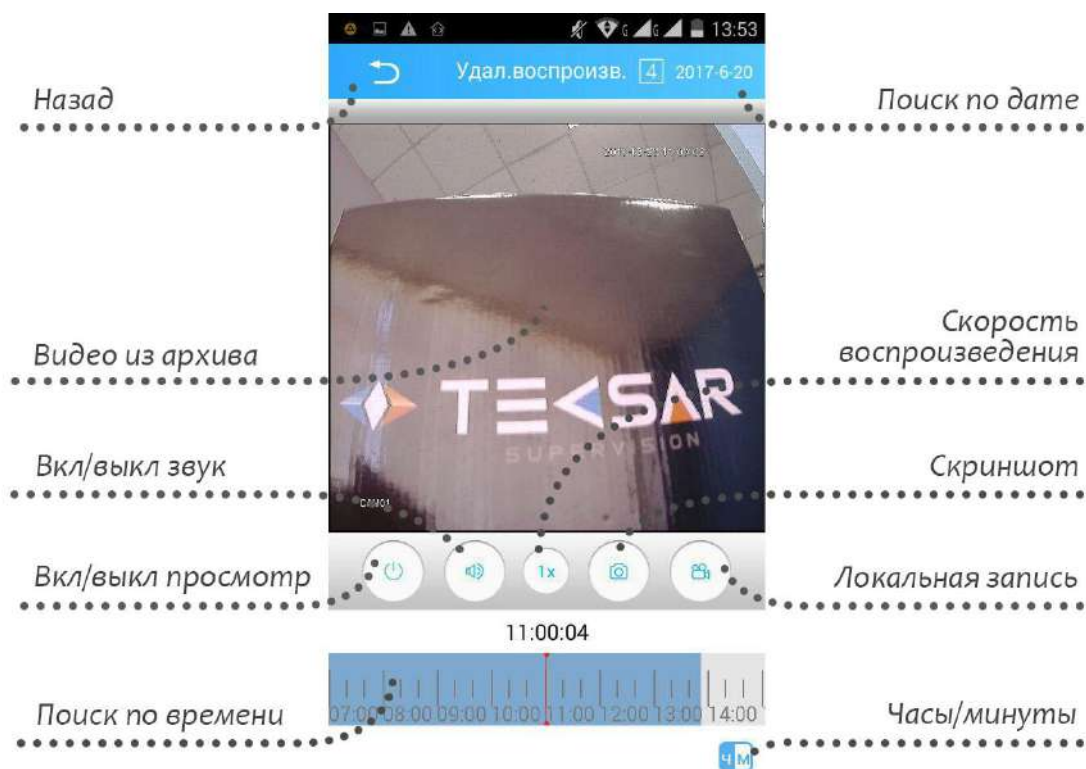 G G 13:53
Удал.воспроизв. 4 2017-6-20
Назад
Поиск по дате
Видео из архива
Скорость
воспроизведения
TEKSAR
SUPERVISION
Вкл/выкл звук
Скриншот
CAM01
Вкл/выкл просмотр
1x
Локальная запись
11:00:04
07:00 08:00 09:00 10:00 11:00 12:00 13:00 14:00
Поиск по времени
Часы/минуты
Ч М